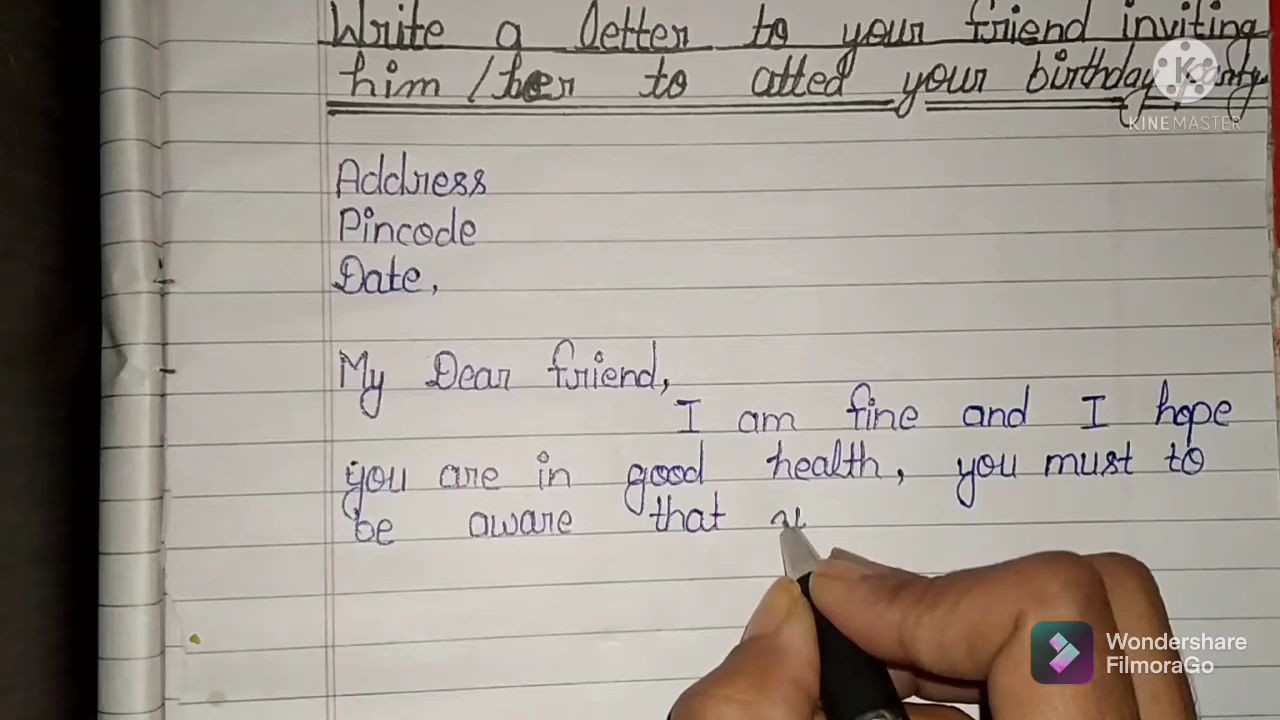 Write a letter to your friend inviting
him / her to atted your birthday party
KINEMASTER
Address
Pincode
Date,
My Dear friend,
I am fine and I hope
you are in good health, you must to
be aware that
Wondershare
FilmoraGo